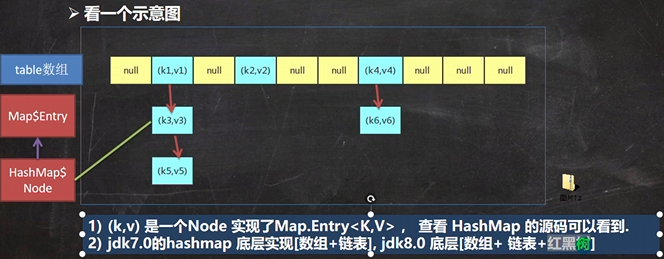 ➢ 看一个示意图
table数组
null (k1,v1) null (k2,v2) null null (k4,v4) null null null
Map$Entry
(k3,v3) (k6,v6)
HashMap$
Node
(k5,v5)
1) (k,v) 是一个Node 实现了Map.Entry<K,V> ， 查看 HashMap 的源码可以看到.
2) jdk7.0的hashmap 底层实现[数组+链表], jdk8.0 底层[数组+ 链表+红黑树]